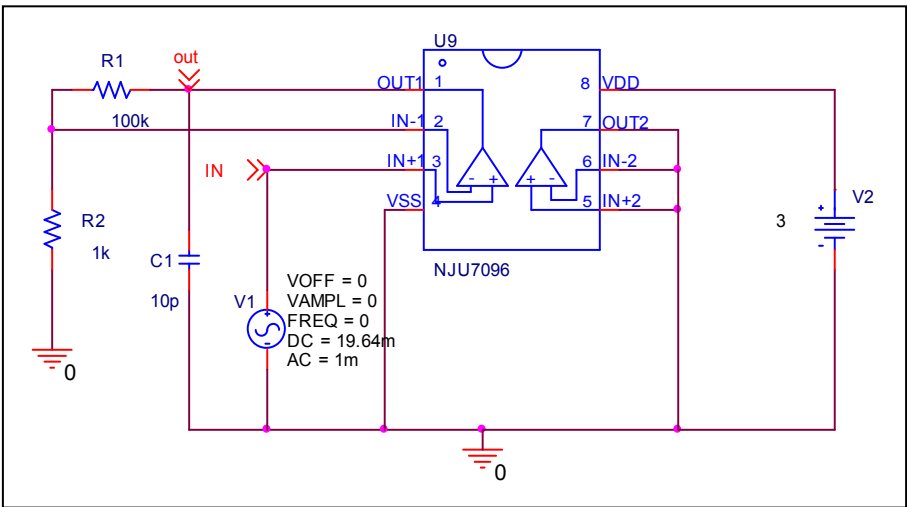 U9
R1
out
OUT1 1
8 VDD
100k
IN-1 2
7 OUT2
IN
IN+1 3
6 IN-2
- +
+ -
VSS 4
5 IN+2
R2
1k
C1
10p
NJU7096
V1
VOFF = 0
VAMPL = 0
FREQ = 0
DC = 19.64m
AC = 1m
+
-
3
+
-
V2
0
0